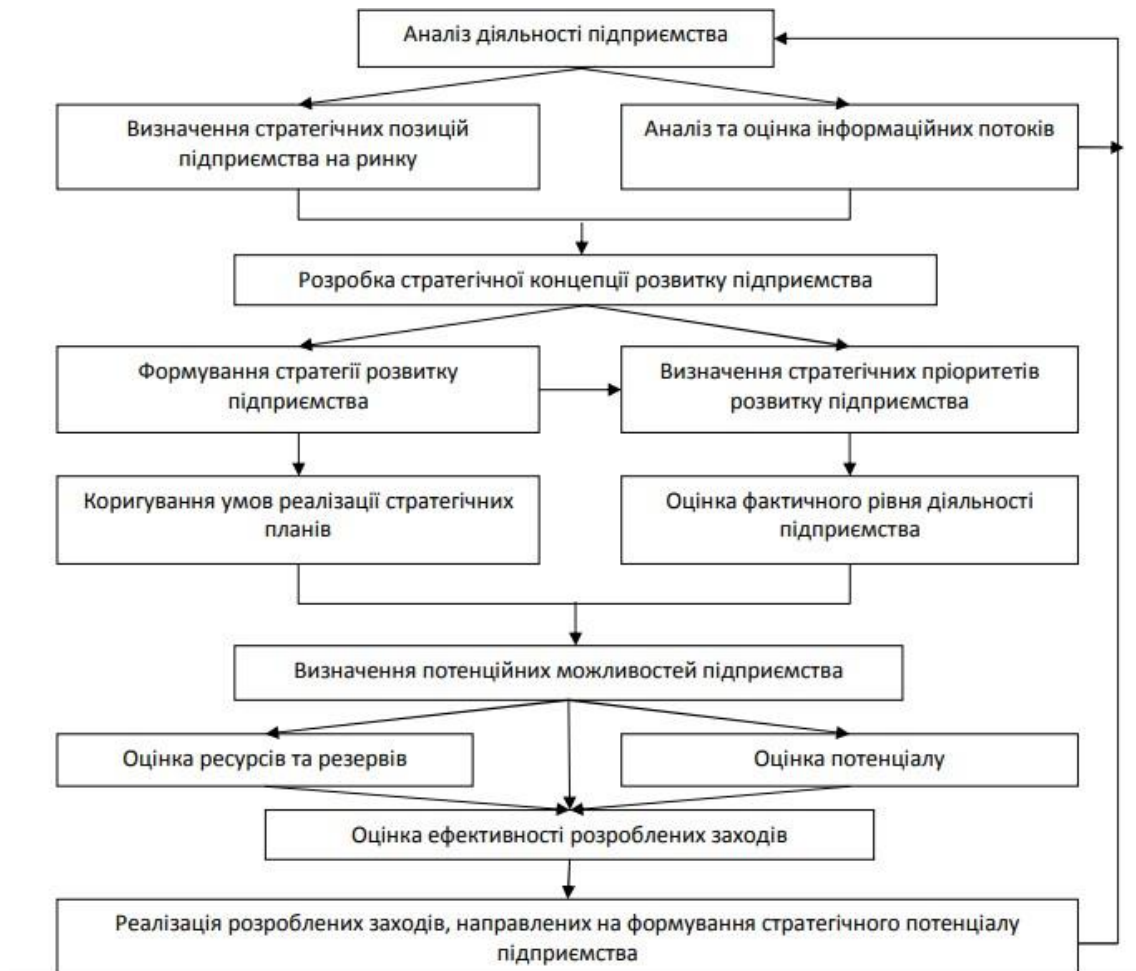 Аналіз діяльності підприємства
Визначення стратегічних позицій
підприємства на ринку
Аналіз та оцінка інформаційних потоків
Розробка стратегічної концепції розвитку підприємства
Формування стратегії розвитку
підприємства
Визначення стратегічних пріоритетів
розвитку підприємства
Коригування умов реалізації стратегічних
планів
Оцінка фактичного рівня діяльності
підприємства
Визначення потенційних можливостей підприємства
Оцінка ресурсів та резервів
Оцінка потенціалу
Оцінка ефективності розроблених заходів
Реалізація розроблених заходів, направлених на формування стратегічного потенціалу
підприємства